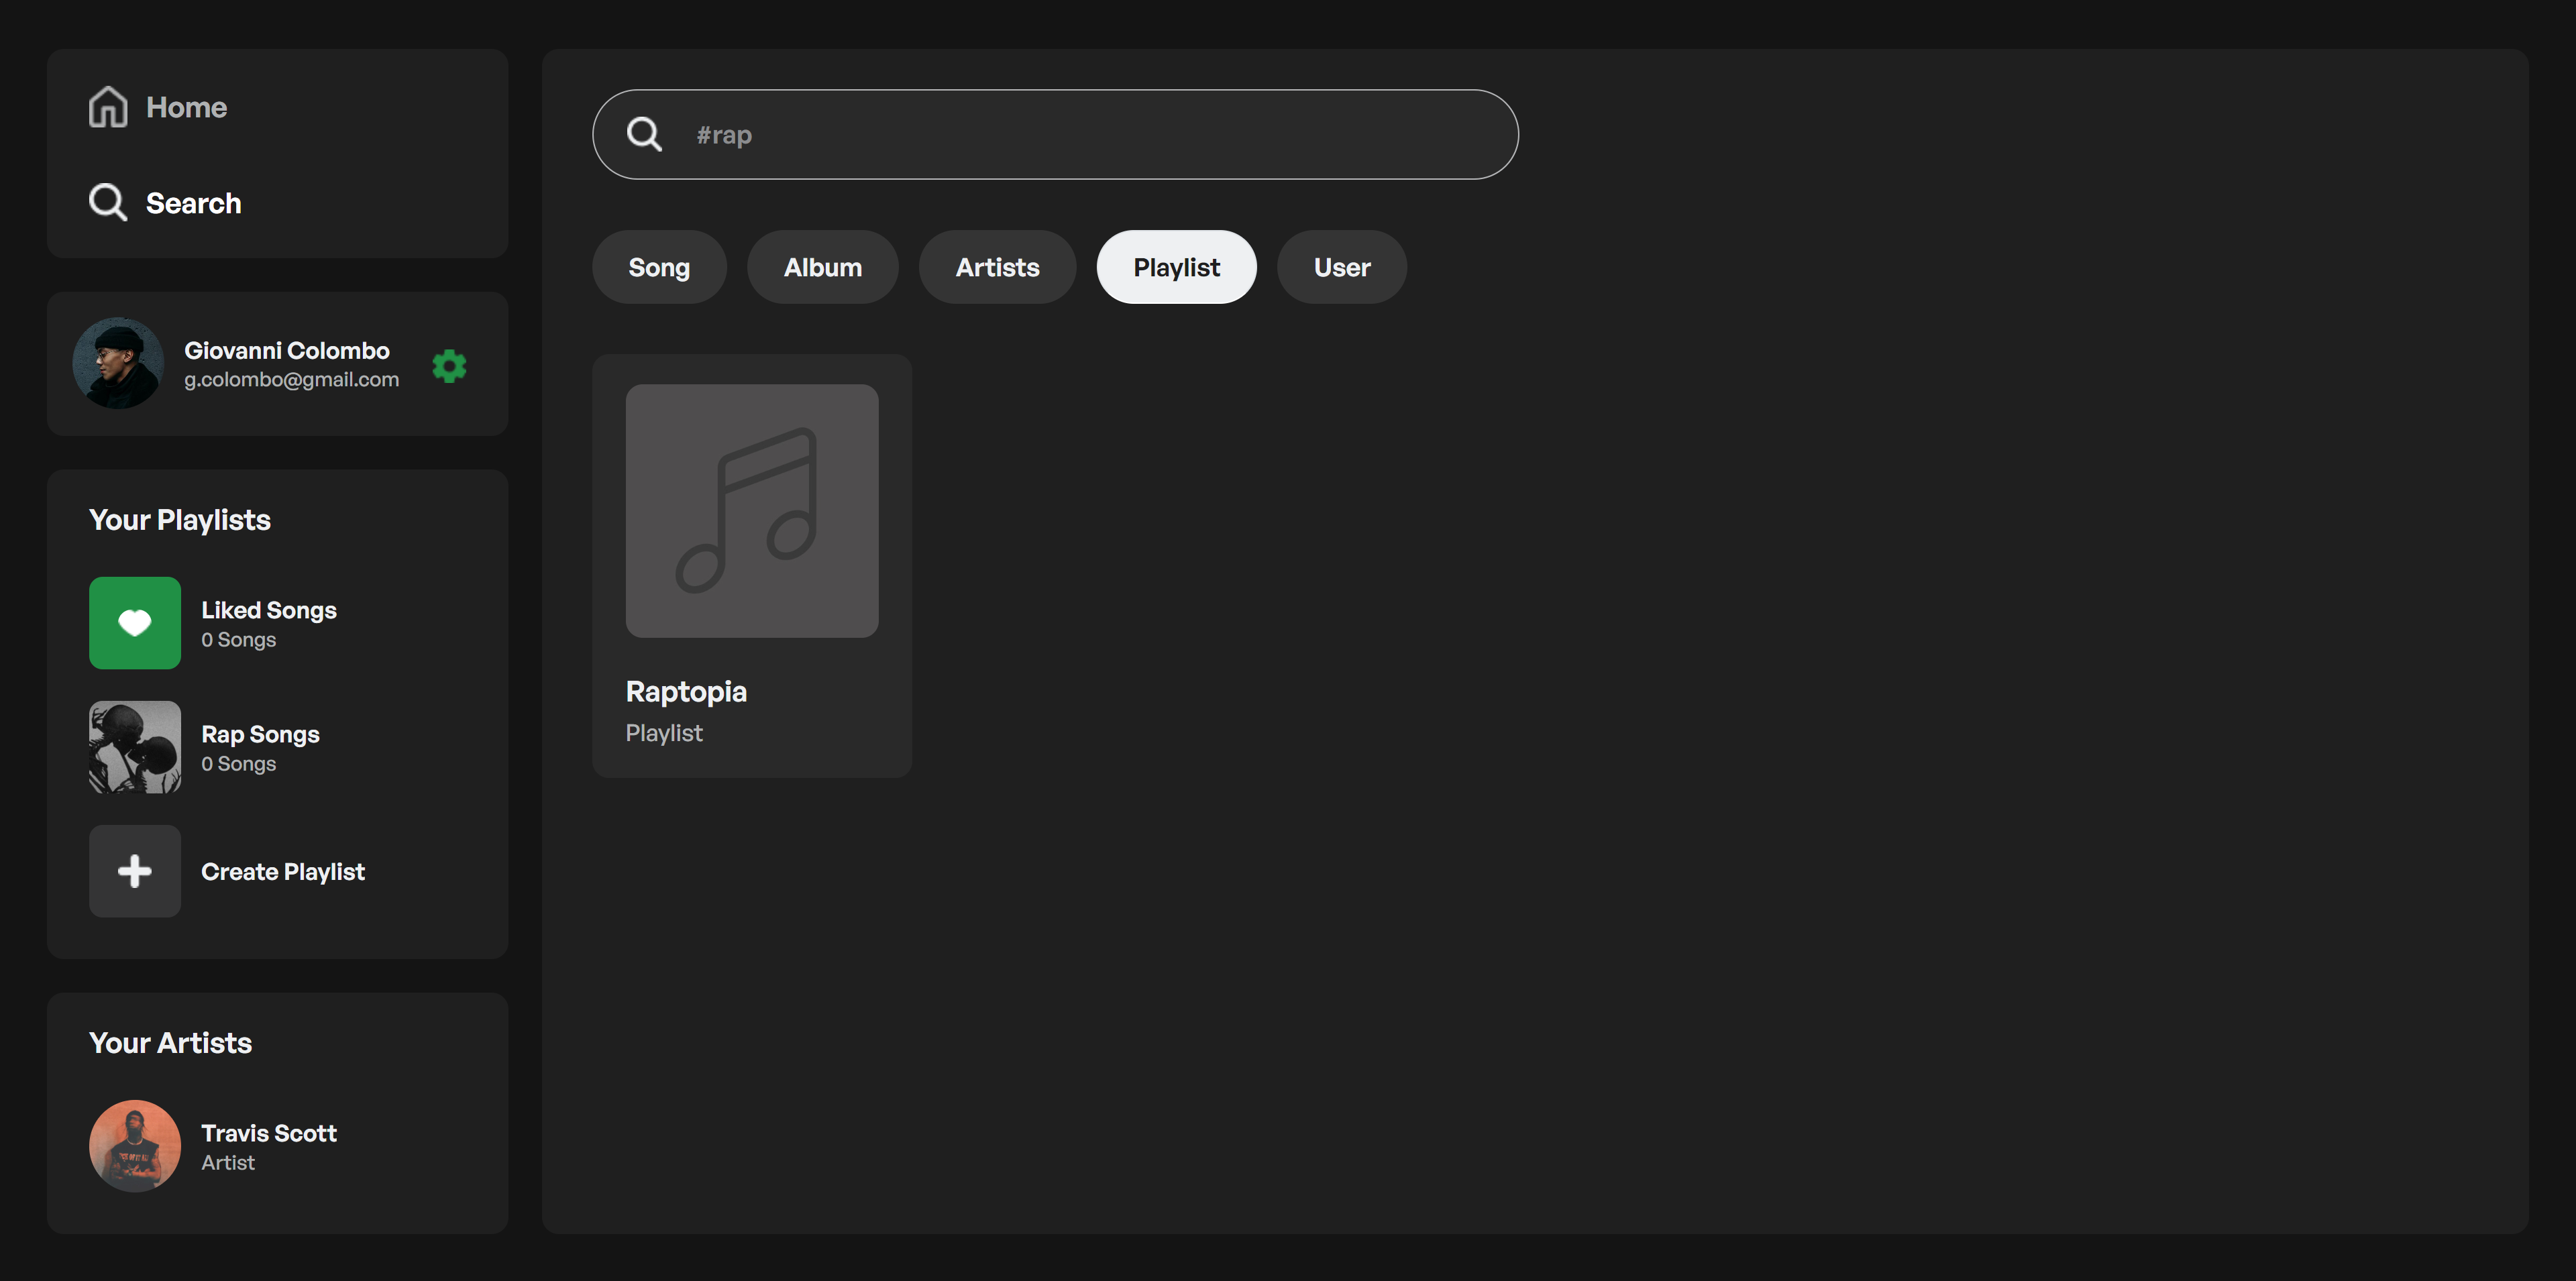 Home
Search
Giovanni Colombo
g.colombo@gmail.com
Your Playlists
Liked Songs
0 Songs
Rap Songs
0 Songs
Create Playlist
Your Artists
Travis Scott
Artist
#rap
Song
Album
Artists
Playlist
User
Raptopia
Playlist